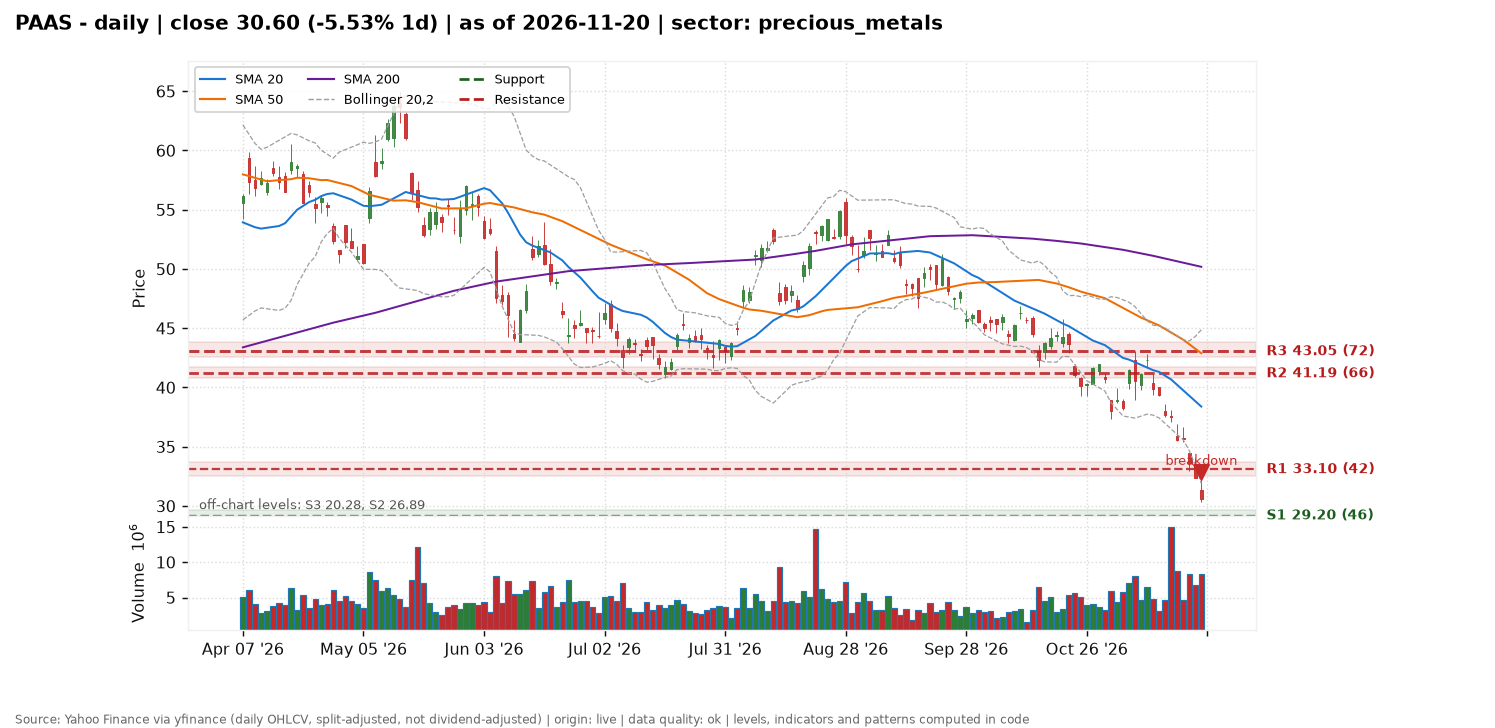 PAAS - daily | close 30.60 (-5.53% 1d) | as of 2026-11-20 | sector: precious_metals
SMA 20
SMA 50
SMA 200
Bollinger 20,2
Support
Resistance
Price
65
60
55
50
45
40
35
30
R3 43.05 (72)
R2 41.19 (66)
breakdown
R1 33.10 (42)
off-chart levels: S3 20.28, S2 26.89
S1 29.20 (46)
Volume 10^6
15
10
5
Apr 07 '26
May 05 '26
Jun 03 '26
Jul 02 '26
Jul 31 '26
Aug 28 '26
Sep 28 '26
Oct 26 '26
Source: Yahoo Finance via yfinance (daily OHLCV, split-adjusted, not dividend-adjusted) | origin: live | data quality: ok | levels, indicators and patterns computed in code